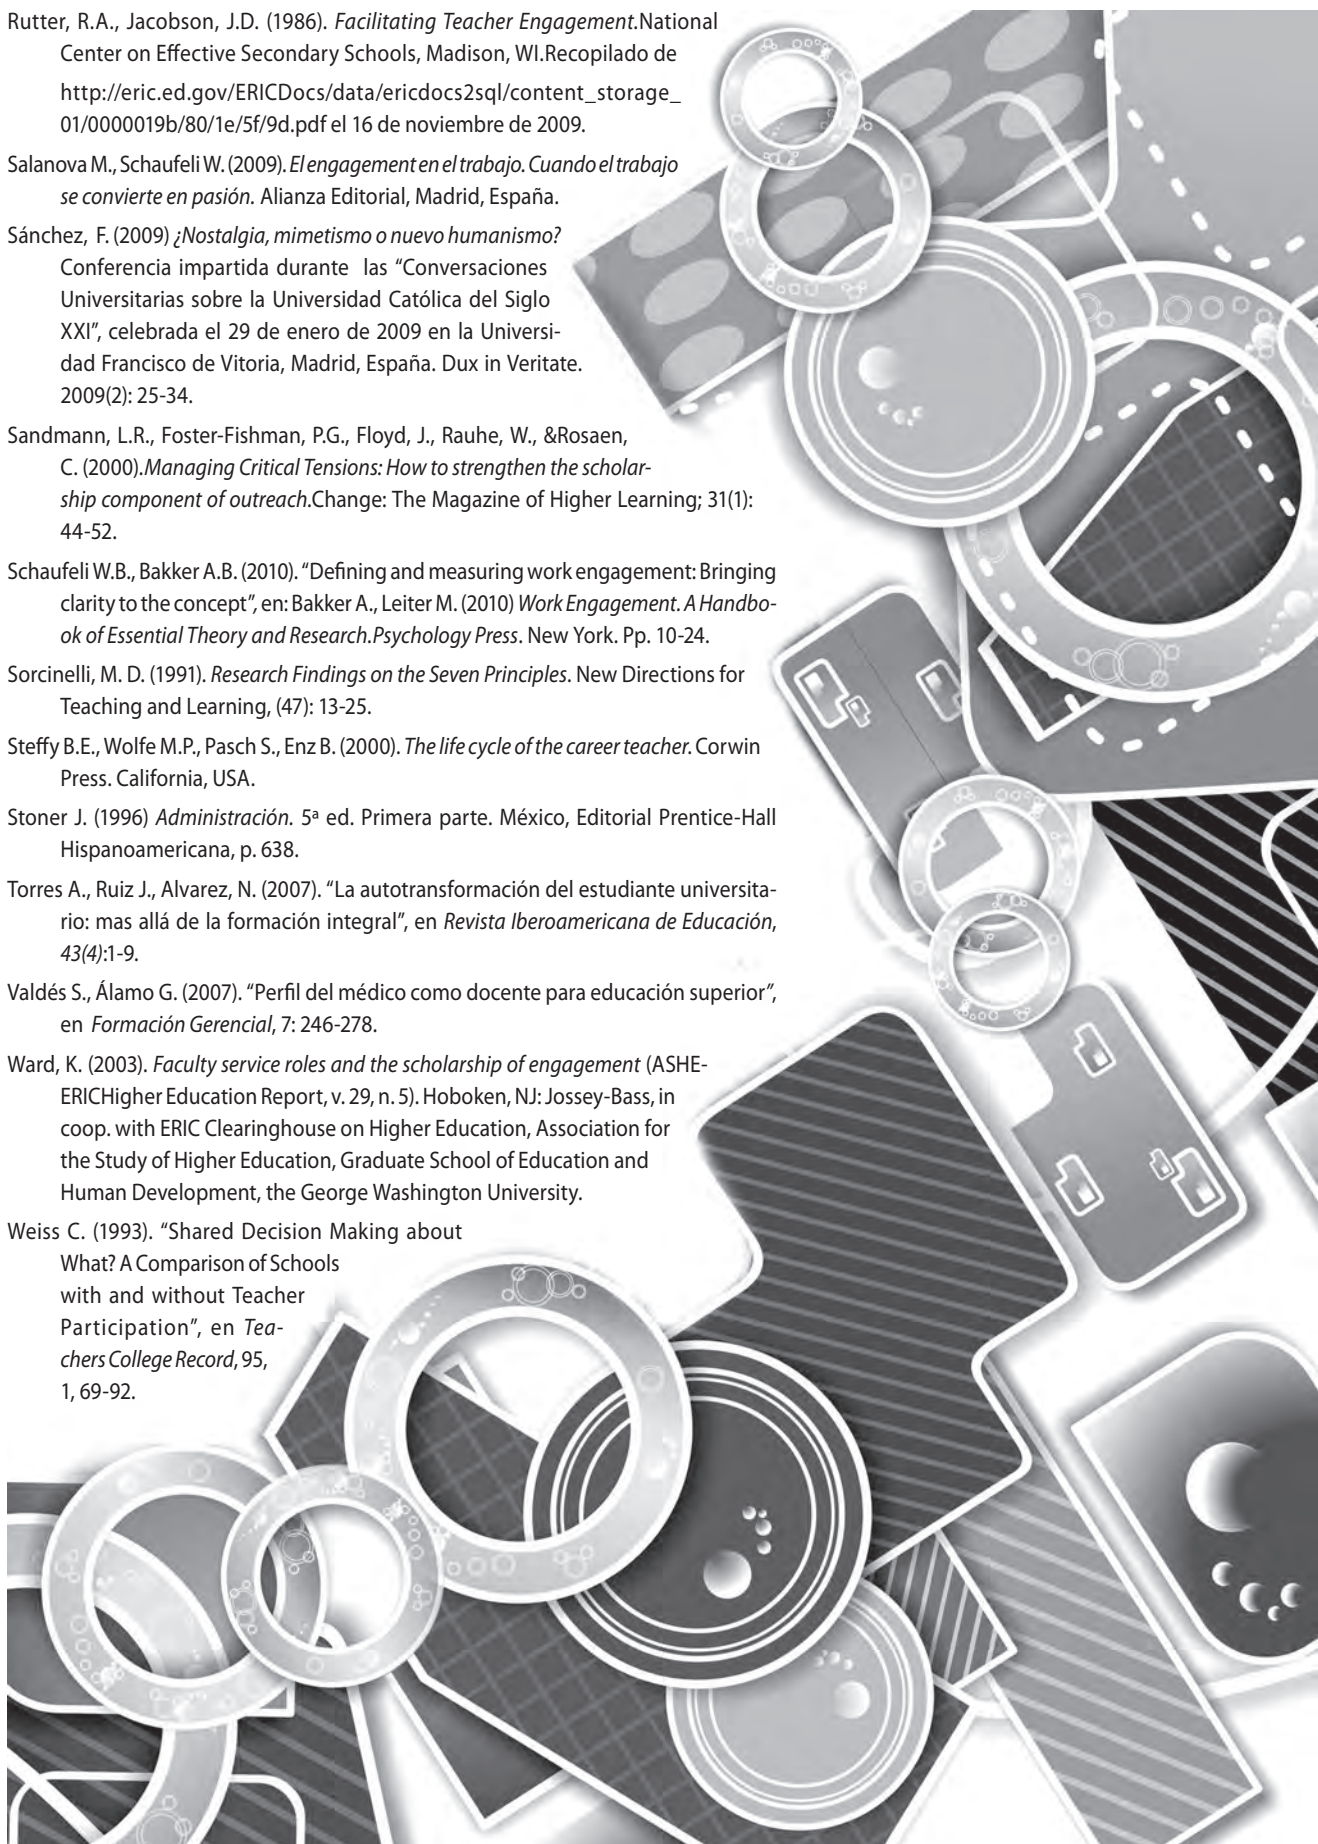 Rutter, R.A., Jacobson, J.D. (1986). Facilitating Teacher Engagement.National
Center on Effective Secondary Schools, Madison, WI.Recopilado de
http://eric.ed.gov/ERICDocs/data/ericdocs2sql/content_storage_
01/0000019b/80/1e/5f/9d.pdf el 16 de noviembre de 2009.
Salanova M., Schaufeli W. (2009). El engagement en el trabajo. Cuando el trabajo
se convierte en pasión. Alianza Editorial, Madrid, España.
Sánchez, F. (2009) ¿Nostalgia, mimetismo o nuevo humanismo?
Conferencia impartida durante las “Conversaciones
Universitarias sobre la Universidad Católica del Siglo
XXI”, celebrada el 29 de enero de 2009 en la Universi-
dad Francisco de Vitoria, Madrid, España. Dux in Veritate.
2009(2): 25-34.
Sandmann, L.R., Foster-Fishman, P.G., Floyd, J., Rauhe, W., &Rosaen,
C. (2000).Managing Critical Tensions: How to strengthen the scholar-
ship component of outreach.Change: The Magazine of Higher Learning; 31(1):
44-52.
Schaufeli W.B., Bakker A.B. (2010). “Defining and measuring work engagement: Bringing
clarity to the concept”, en: Bakker A., Leiter M. (2010) Work Engagement. A Handbo-
ok of Essential Theory and Research.Psychology Press. New York. Pp. 10-24.
Sorcinelli, M. D. (1991). Research Findings on the Seven Principles. New Directions for
Teaching and Learning, (47): 13-25.
Steffy B.E., Wolfe M.P., Pasch S., Enz B. (2000). The life cycle of the career teacher. Corwin
Press. California, USA.
Stoner J. (1996) Administración. 5ª ed. Primera parte. México, Editorial Prentice-Hall
Hispanoamericana, p. 638.
Torres A., Ruiz J., Alvarez, N. (2007). “La autotransformación del estudiante universita-
rio: mas allá de la formación integral”, en Revista Iberoamericana de Educación,
43(4):1-9.
Valdés S., Álamo G. (2007). “Perfil del médico como docente para educación superior”,
en Formación Gerencial, 7: 246-278.
Ward, K. (2003). Faculty service roles and the scholarship of engagement (ASHE-
ERICHigher Education Report, v. 29, n. 5). Hoboken, NJ: Jossey-Bass, in
coop. with ERIC Clearinghouse on Higher Education, Association for
the Study of Higher Education, Graduate School of Education and
Human Development, the George Washington University.
Weiss C. (1993). “Shared Decision Making about
What? A Comparison of Schools
with and without Teacher
Participation”, en Tea-
chers College Record, 95,
1, 69-92.